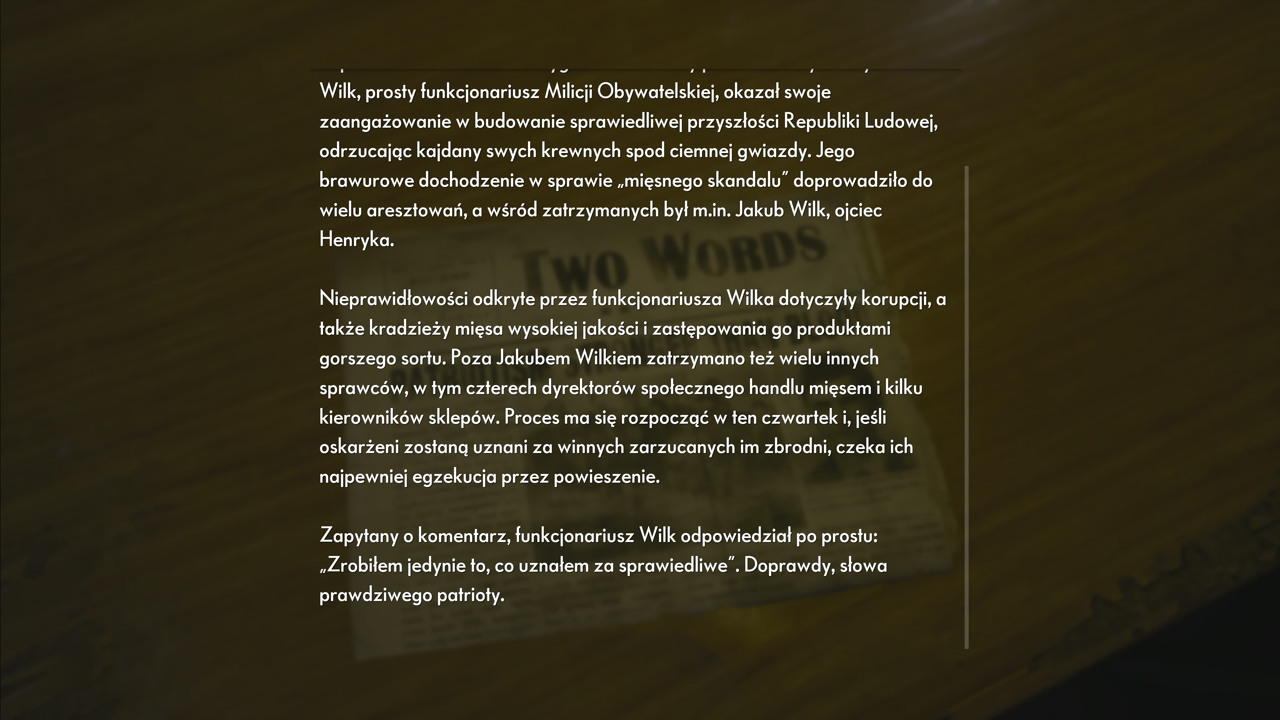 Wilk, prosty funkcjonariusz Milicji Obywatelskiej, okazał swoje
zaangażowanie w budowanie sprawiedliwej przyszłości Republiki Ludowej,
odrzucając kajdany swych krewnych spod ciemnej gwiazdy. Jego
brawurowe dochodzenie w sprawie „mięsnego skandalu” doprowadziło do
wielu aresztowań, a wśród zatrzymanych był m.in. Jakub Wilk, ojciec
Henryka.
Nieprawidłowości odkryte przez funkcjonariusza Wilka dotyczyły korupcji, a
także kradzieży mięsa wysokiej jakości i zastępowania go produktami
gorszego sortu. Poza Jakubem Wilkiem zatrzymano też wielu innych
sprawców, w tym czterech dyrektorów społecznego handlu mięsem i kilku
kierowników sklepów. Proces ma się rozpocząć w ten czwartek i, jeśli
oskarżeni zostaną uznani za winnych zarzucanych im zbrodni, czeka ich
najpewniej egzekucja przez powieszenie.
Zapytany o komentarz, funkcjonariusz Wilk odpowiedział po prostu:
„Zrobiłem jedynie to, co uznałem za sprawiedliwe”. Doprawdy, słowa
prawdziwego patrioty.
TWO WORDS